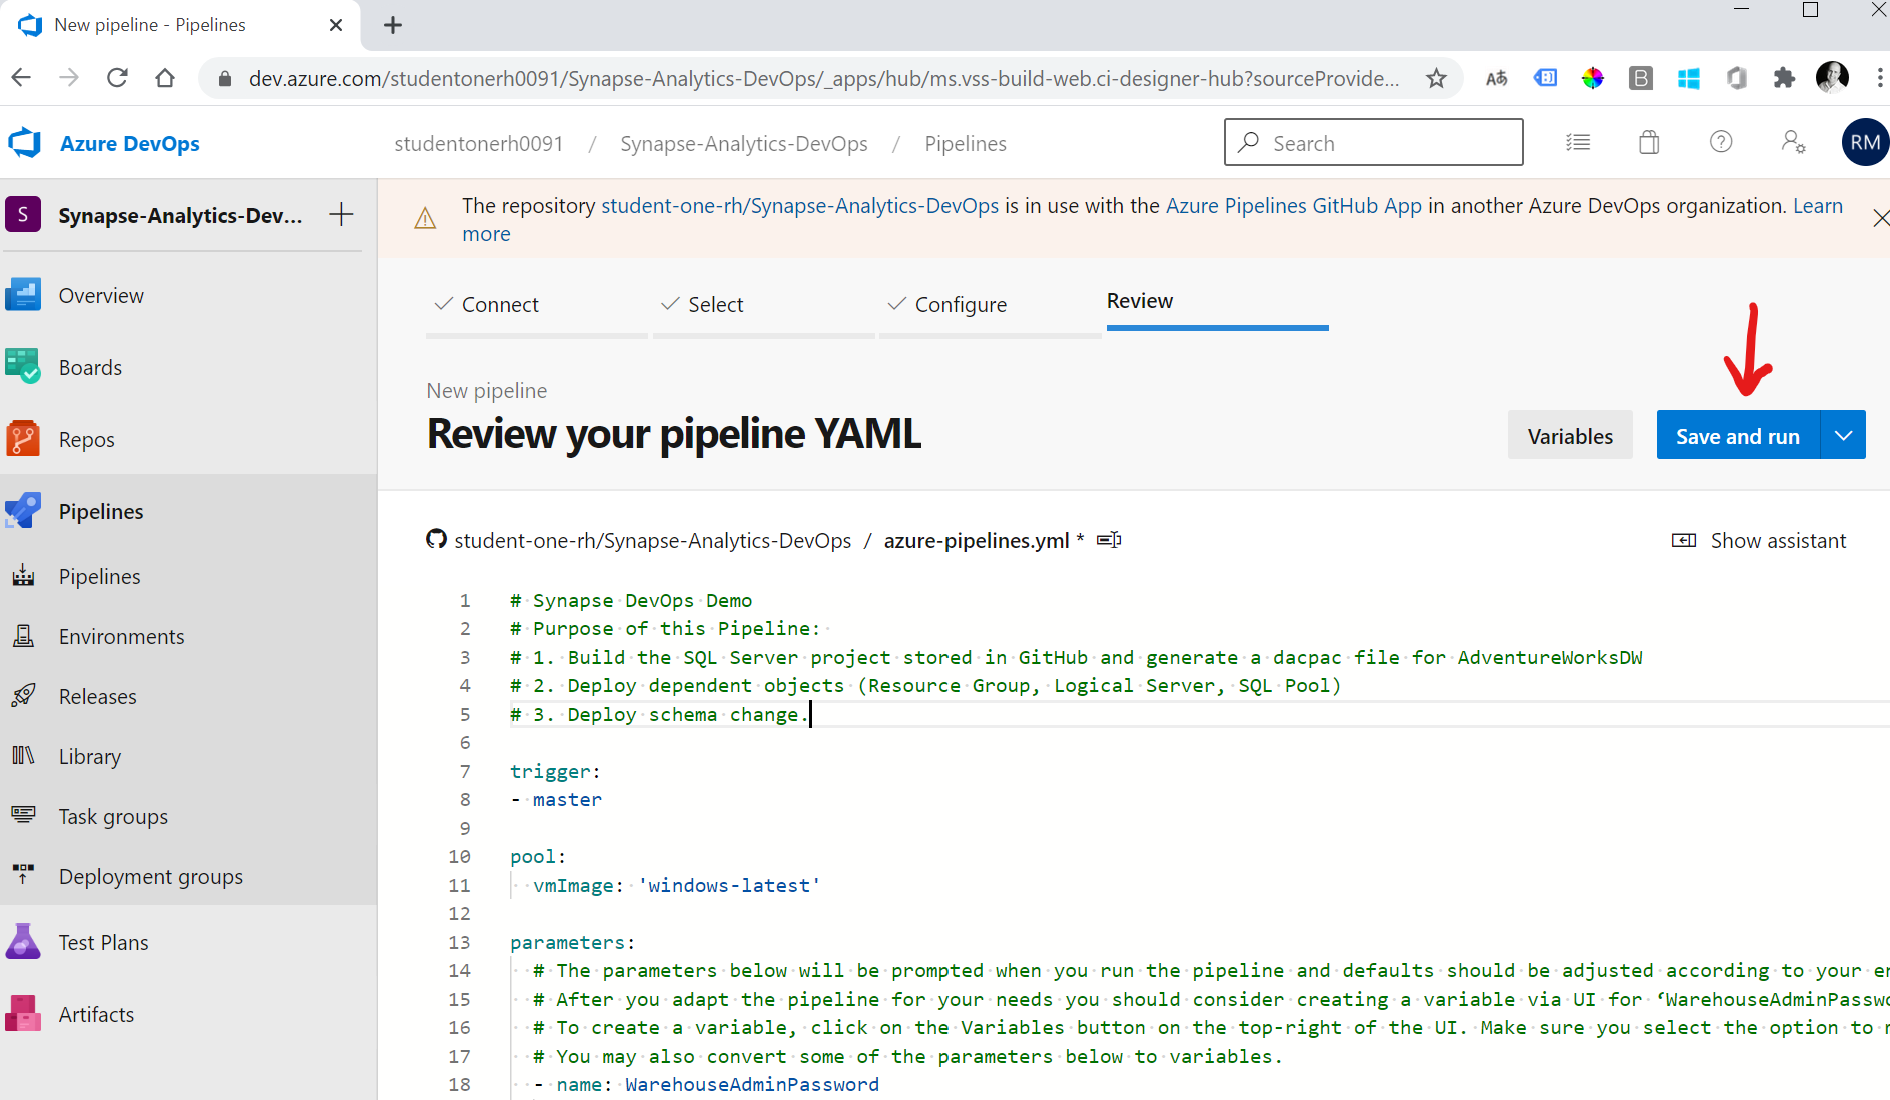 New pipeline - Pipelines
dev.azure.com/studentonerh0091/Synapse-Analytics-DevOps/_apps/hub/ms.vss-build-web.ci-designer-hub?sourceProvide...
Azure DevOps
studentonerh0091 / Synapse-Analytics-DevOps / Pipelines
Search
RM
S
Synapse-Analytics-Dev...
Overview
Boards
Repos
Pipelines
Pipelines
Environments
Releases
Library
Task groups
Deployment groups
Test Plans
Artifacts
The repository student-one-rh/Synapse-Analytics-DevOps is in use with the Azure Pipelines GitHub App in another Azure DevOps organization. Learn
more
Connect
Select
Configure
Review
New pipeline
Review your pipeline YAML
Variables
Save and run
student-one-rh/Synapse-Analytics-DevOps / azure-pipelines.yml *
Show assistant
1 # Synapse DevOps Demo
2 # Purpose of this Pipeline:
3 # 1. Build the SQL Server project stored in GitHub and generate a dacpac file for AdventureWorksDW
4 # 2. Deploy dependent objects (Resource Group, Logical Server, SQL Pool)
5 # 3. Deploy schema change.
6
7 trigger:
8 - master
9
10 pool:
11 vmImage: 'windows-latest'
12
13 parameters:
14 # The parameters below will be prompted when you run the pipeline and defaults should be adjusted according to your
15 # After you adapt the pipeline for your needs you should consider creating a variable via UI for ‘WarehouseAdminPassw
16 # To create a variable, click on the Variables button on the top-right of the UI. Make sure you select the option to
17 # You may also convert some of the parameters below to variables.
18 - name: WarehouseAdminPassword